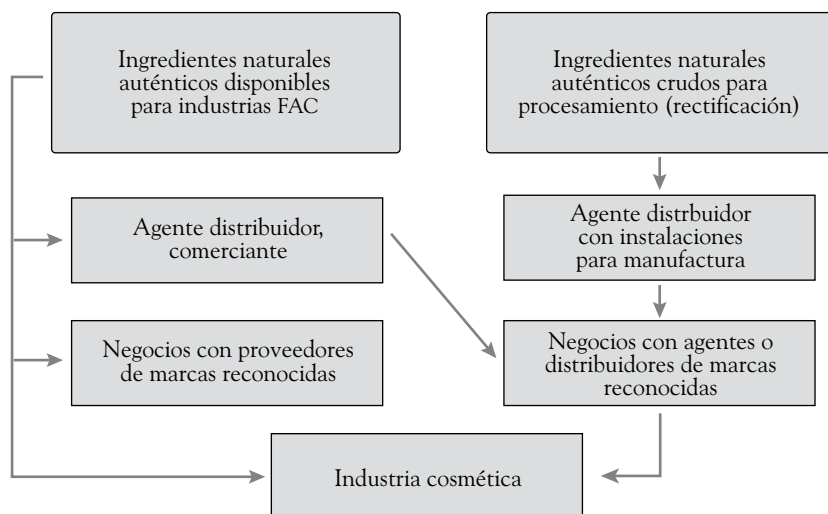 Ingredientes naturales
auténticos disponibles
para industrias FAC
Ingredientes naturales
auténticos crudos para
procesamiento (rectificación)
Agente distribuidor,
comerciante
Agente distrbuidor
con instalaciones
para manufactura
Negocios con proveedores
de marcas reconocidas
Negocios con agentes o
distribuidores de marcas
reconocidas
Industria cosmética